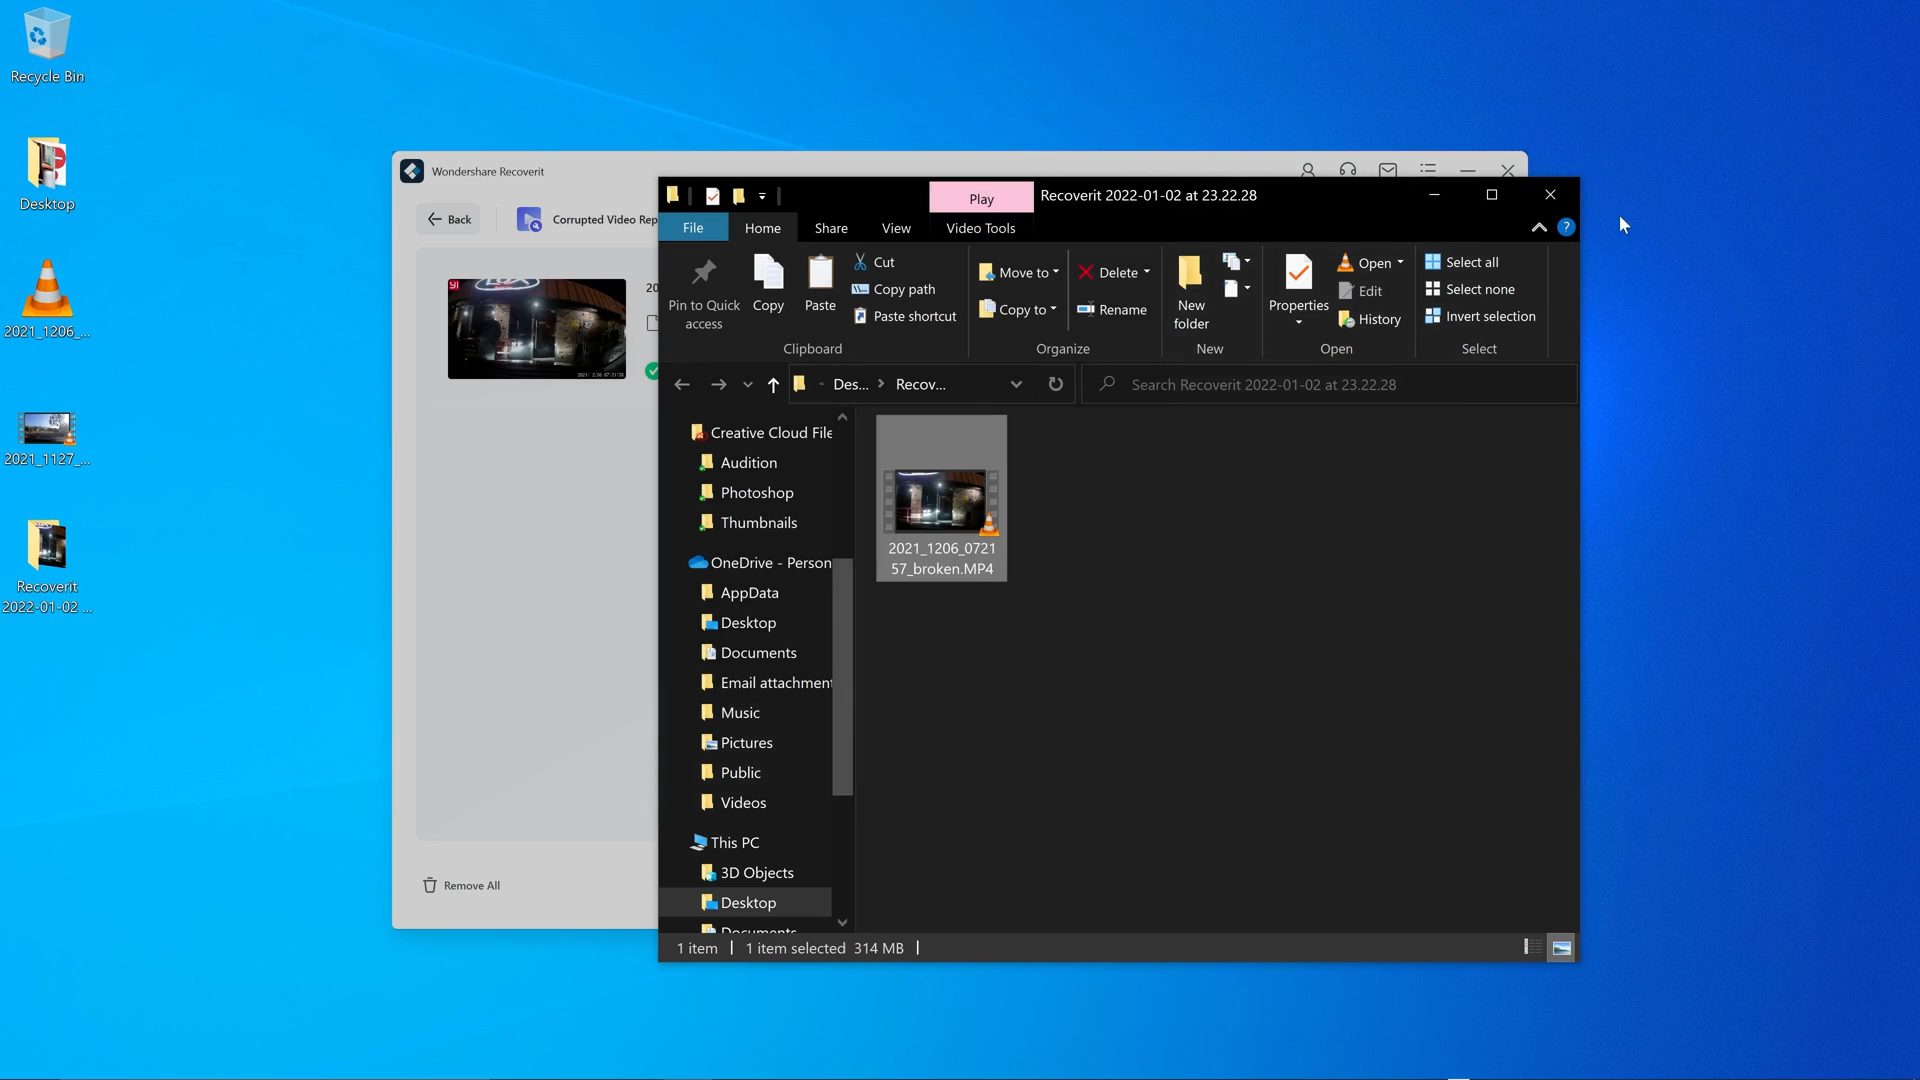 Recycle Bin
Desktop
2021_1206_...
2021_1127_...
Recoverit
2022-01-02 ...
Wondershare Recoverit
Back
Corrupted Video Rep
20
YI
Remove All
Play
Recoverit 2022-01-02 at 23.22.28
File
Home
Share
View
Video Tools
Pin to Quick
access
Copy
Paste
Cut
Copy path
Paste shortcut
Clipboard
Move to
Copy to
Delete
Rename
Organize
New
folder
New
Properties
Open
Edit
History
Open
Select all
Select none
Invert selection
Select
Des...
Recov...
Search Recoverit 2022-01-02 at 23.22.28
Creative Cloud File
Audition
Photoshop
Thumbnails
OneDrive - Person
AppData
Desktop
Documents
Email attachment
Music
Pictures
Public
Videos
This PC
3D Objects
Desktop
Documents
2021_1206_0721
57_broken.MP4
1 item
1 item selected 314 MB